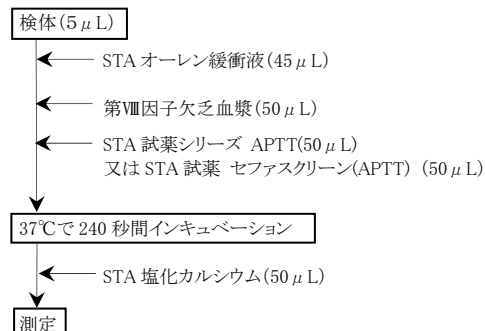 検体(5μL)
STA オーレン緩衝液(45μL)
第Ⅷ因子欠乏血漿(50μL)
STA 試薬シリーズ APTT(50μL)
又は STA 試薬 セファスクリーン(APTT) (50μL)
37℃で 240 秒間インキュベーション
STA 塩化カルシウム(50μL)
測定